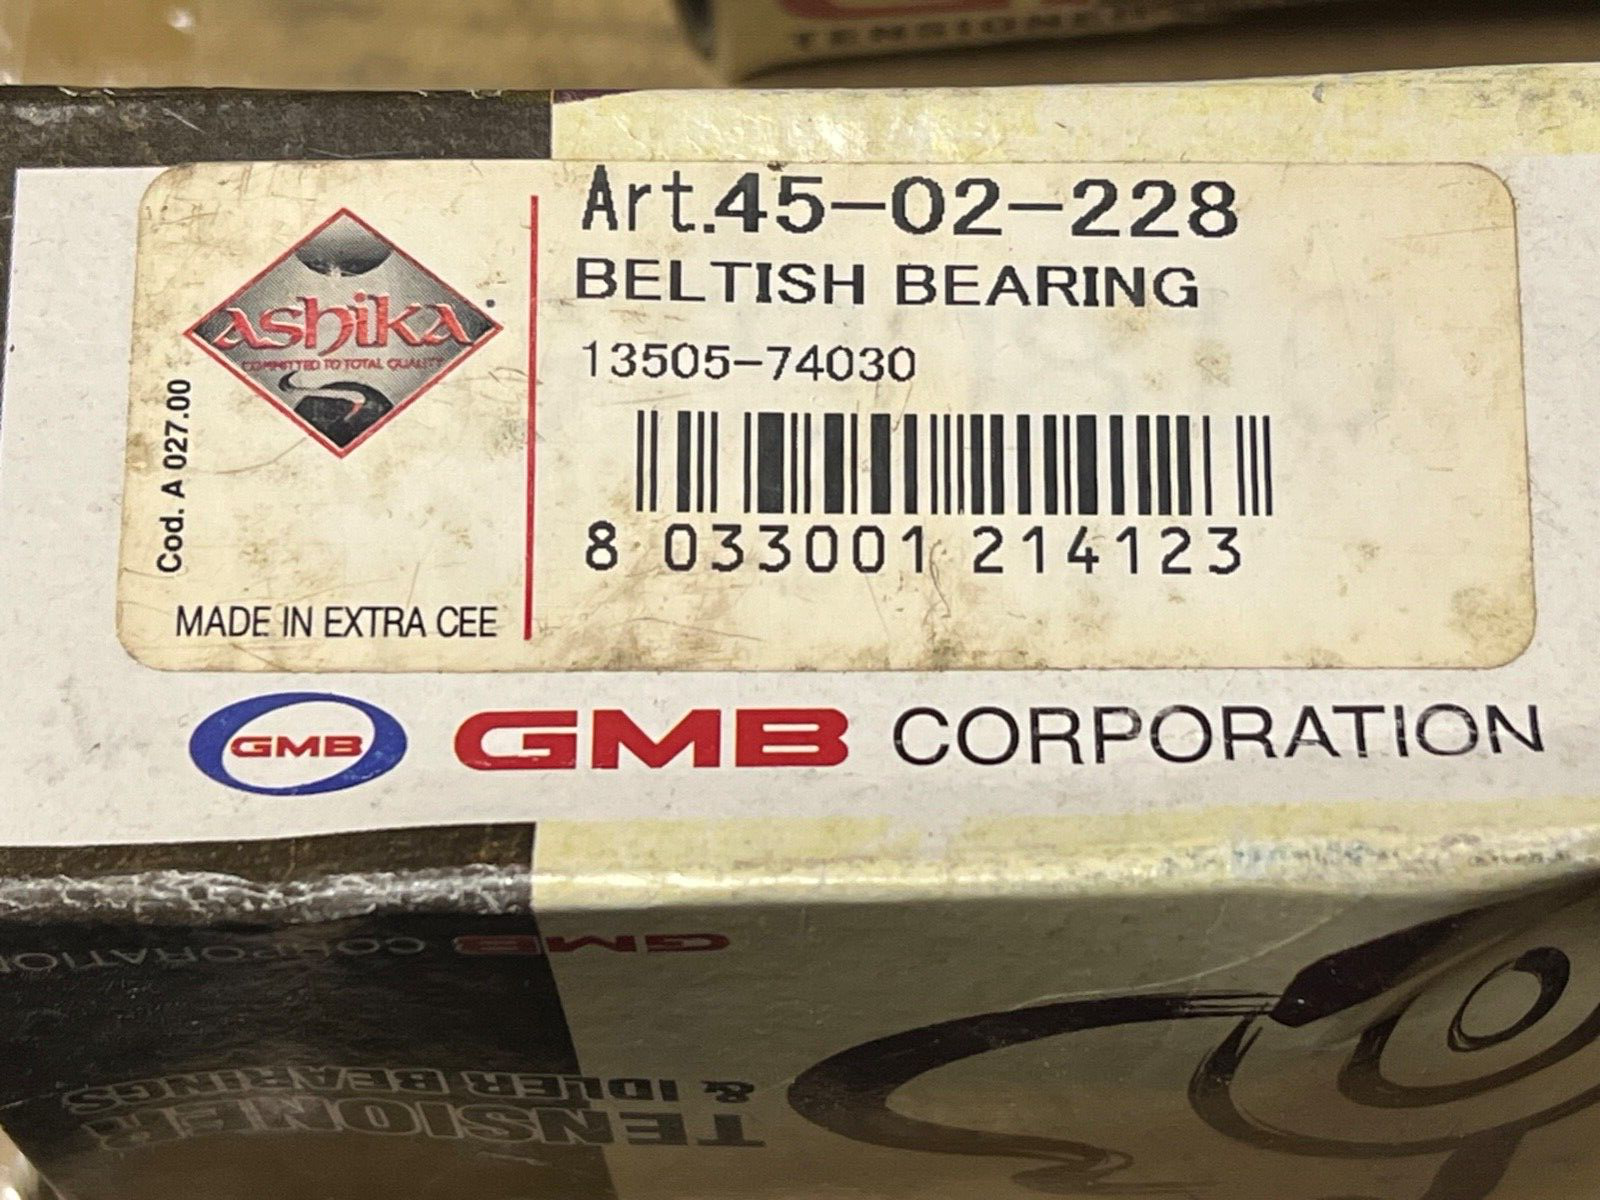 TENSIONER
Art.45-02-228
BELTISH BEARING
13505-74030
ASHIKA
COMMITTED TO TOTAL QUALITY
Cod. A 027.00
8 033001 214123
MADE IN EXTRA CEE
GMB GMB CORPORATION
GMB CORPORATION
TENSIONER
& IDLER BEARINGS